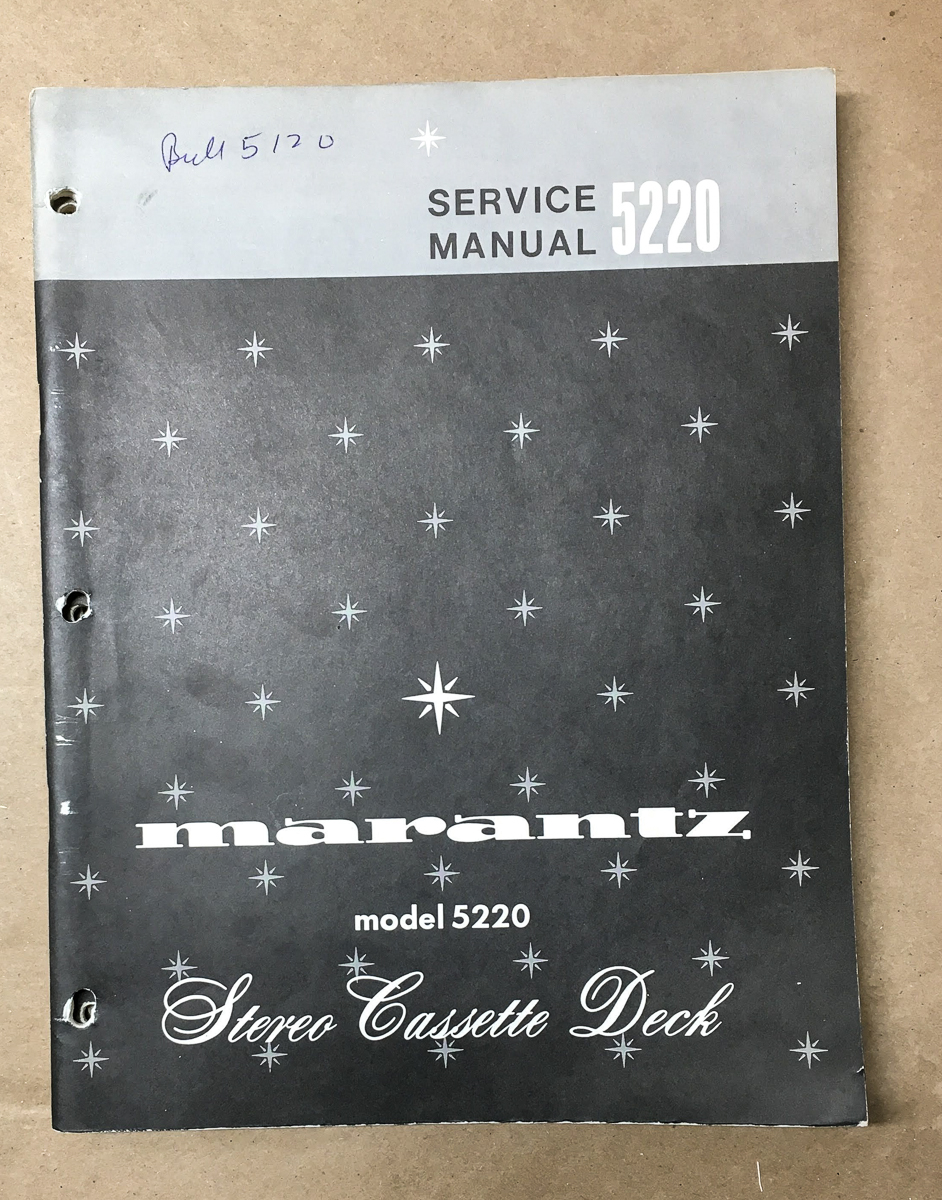 Bull 5120
SERVICE
MANUAL 5220
marantz
model 5220
Stereo Cassette Deck